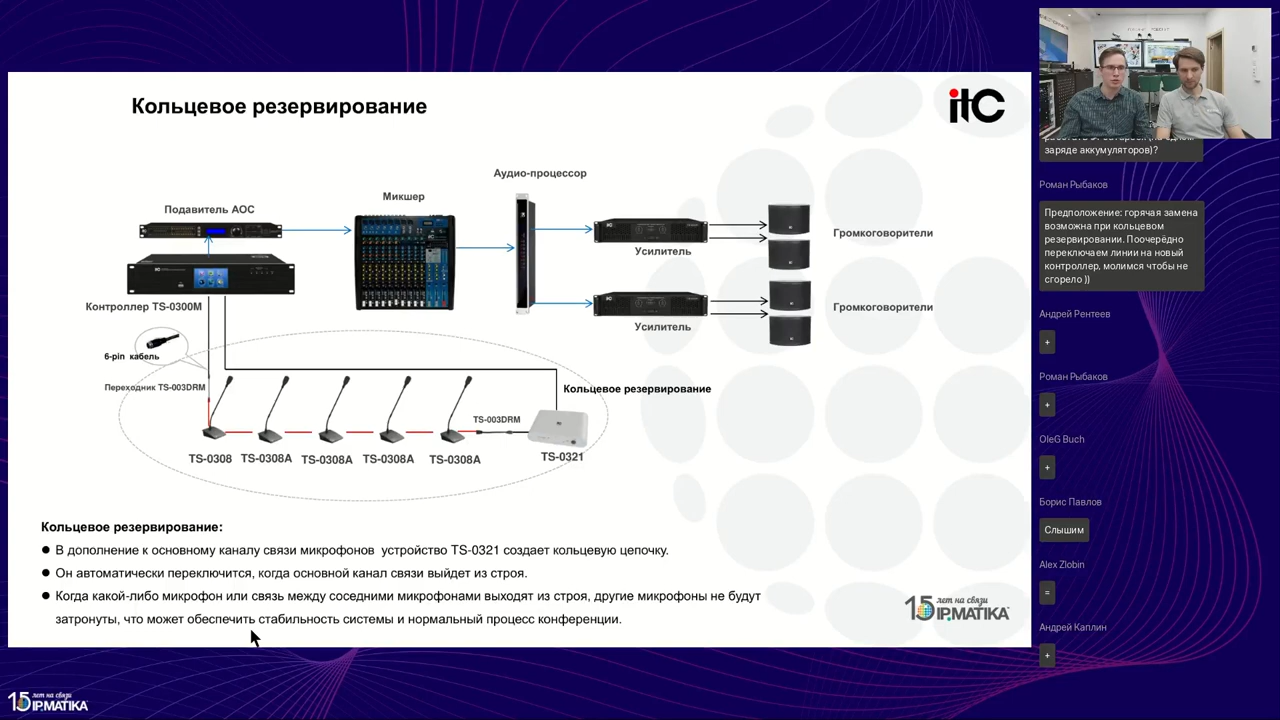 Кольцевое резервирование
itc
Аудио-процессор
Микшер
Подавитель АОС
Усилитель
Громкоговорители
Контроллер TS-0300M
Усилитель
Громкоговорители
6-pin кабель
Переходник TS-003DRM
Кольцевое резервирование
TS-003DRM
TS-0308
TS-0308A
TS-0308A
TS-0308A
TS-0308A
TS-0321
Кольцевое резервирование:
● В дополнение к основному каналу связи микрофонов устройство TS-0321 создает кольцевую цепочку.
● Он автоматически переключится, когда основной канал связи выйдет из строя.
● Когда какой-либо микрофон или связь между соседними микрофонами выходят из строя, другие микрофоны не будут
затронуты, что может обеспечить стабильность системы и нормальный процесс конференции.
15 лет на связи
IPMATIKA
15 лет на связи
IPMATIKA
заряде аккумуляторов)?
Роман Рыбаков
Предположение: горячая замена
возможна при кольцевом
резервировании. Поочерёдно
переключаем линии на новый
контроллер, молимся чтобы не
сгорело ))
Андрей Рентеев
+
Роман Рыбаков
+
OleG Buch
+
Борис Павлов
Слышим
Alex Zlobin
=
Андрей Каплин
+